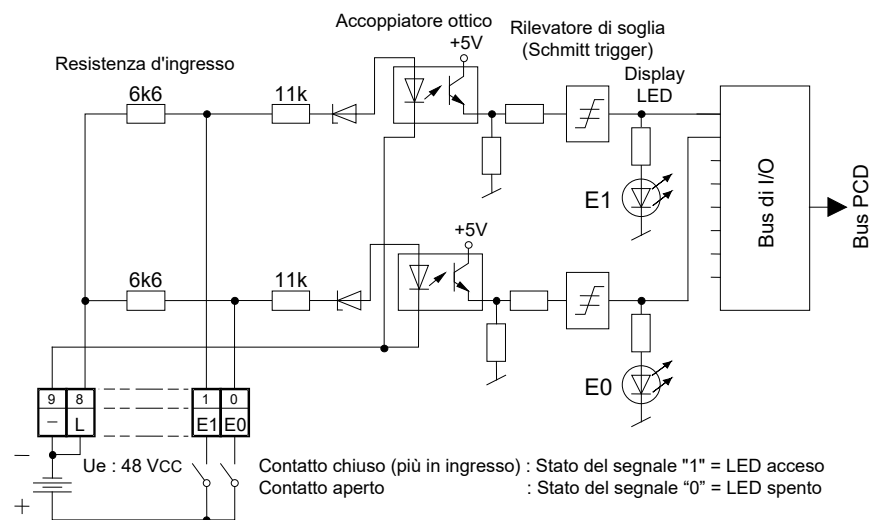 Accoppiatore ottico
+5V
Rilevatore di soglia
(Schmitt trigger)
Resistenza d'ingresso
Display
LED
6k6
11k
E1
Bus di I/O
Bus PCD
+5V
6k6
11k
E0
9 8 1 0
– L E1 E0
–
+
Ue : 48 VCC
Contatto chiuso (più in ingresso) : Stato del segnale "1" = LED acceso
Contatto aperto : Stato del segnale “0” = LED spento